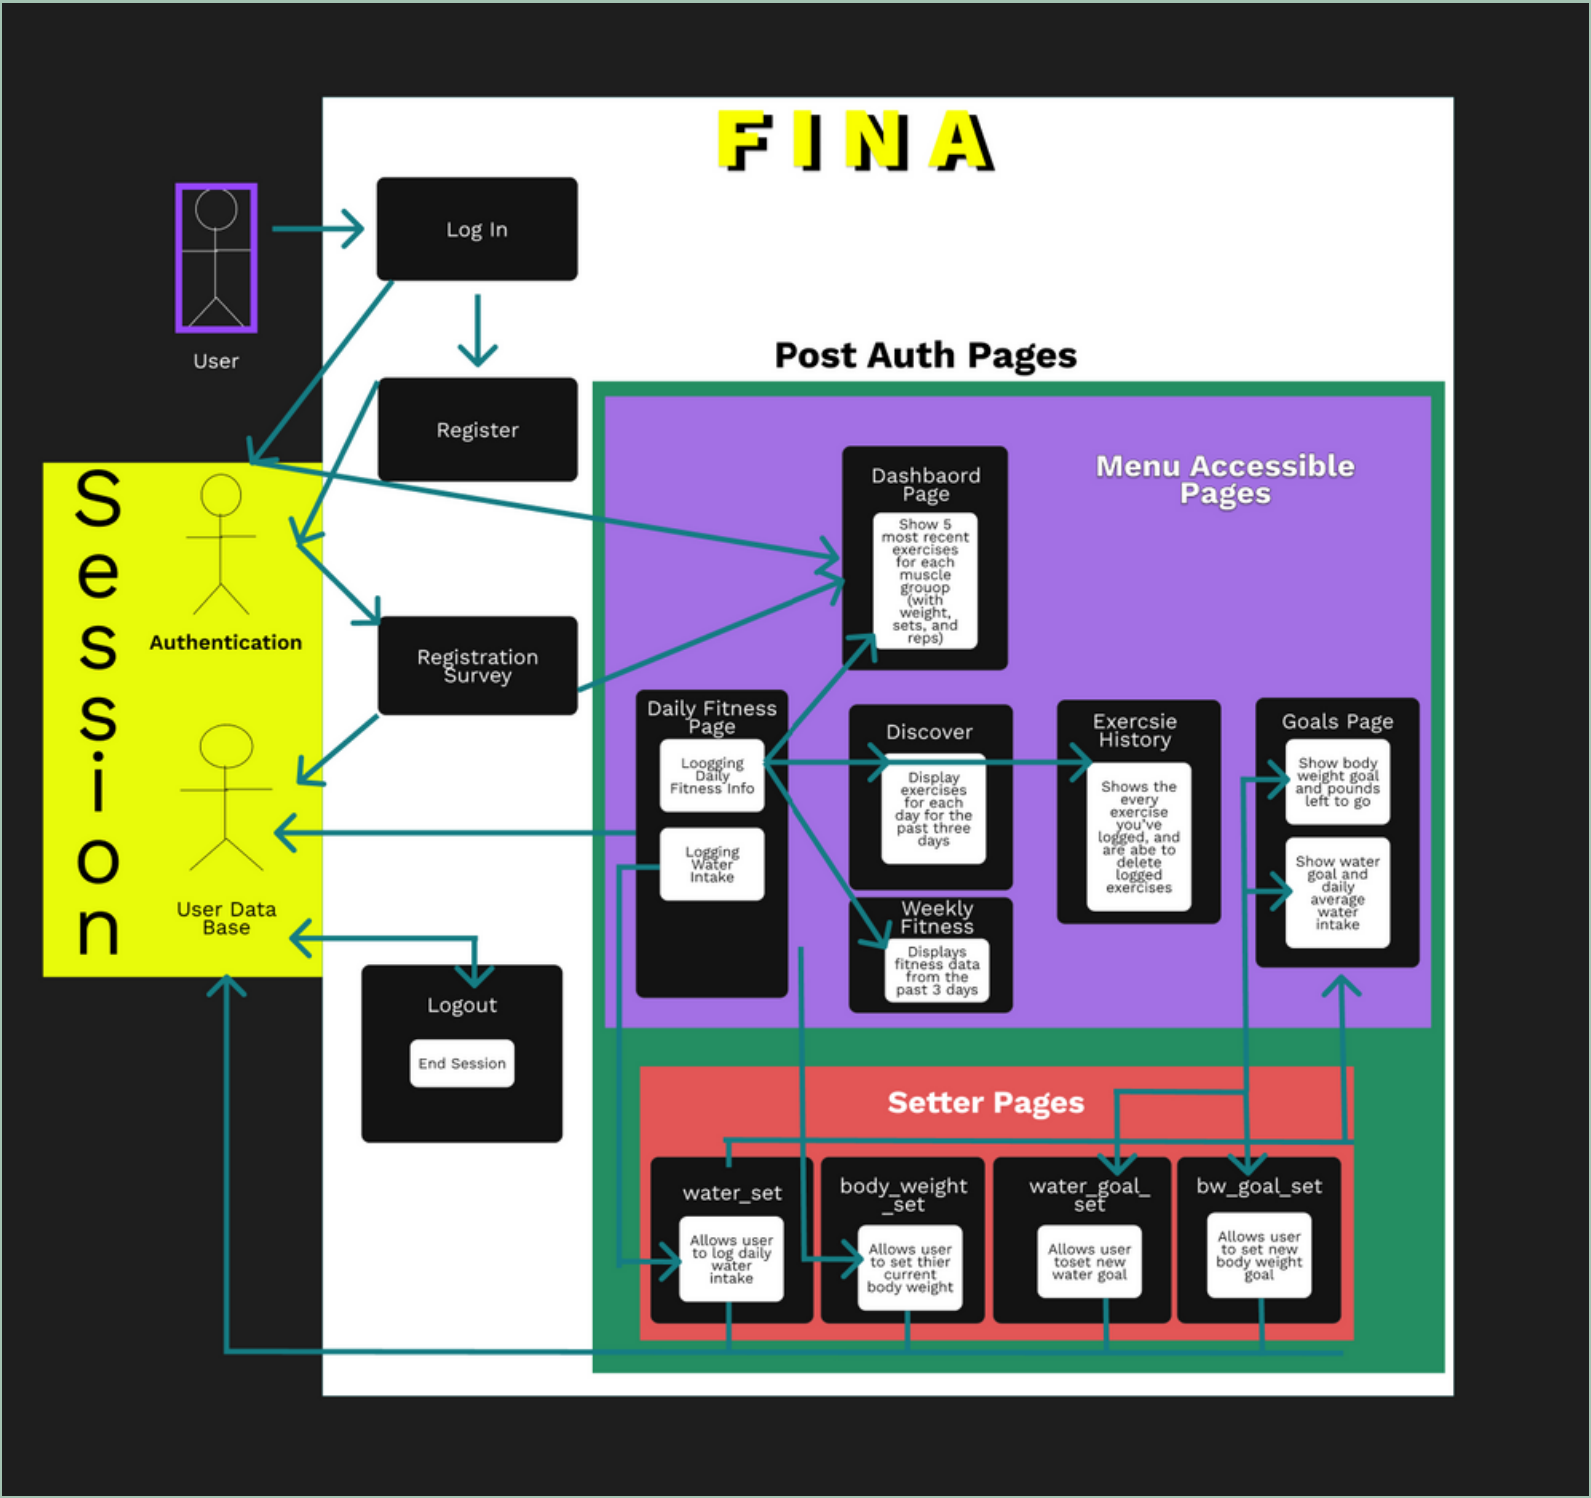 FINA
Log In
User
Register
Post Auth Pages
Menu Accessible
Pages
Session
Authentication
User Data
Base
Registration
Survey
Logout
End Session
Dashbaord
Page
Show 5
most recent
exercises
for each
muscle
grouop
(with
weight,
sets, and
reps)
Daily Fitness
Page
Loogging
Daily
Fitness Info
Logging
Water
Intake
Discover
Display
exercises
for each
day for the
past three
days
Weekly
Fitness
Displays
fitness data
from the
past 3 days
Exercsie
History
Shows the
every
exercise
you've
logged, and
are abe to
delete
logged
exercises
Goals Page
Show body
weight goal
and pounds
left to go
Show water
goal and
daily
average
water
intake
Setter Pages
water_set
Allows user
to log daily
water
intake
body_weight
_set
Allows user
to set thier
current
body weight
water_goal_
set
Allows user
toset new
water goal
bw_goal_set
Allows user
to set new
body weight
goal